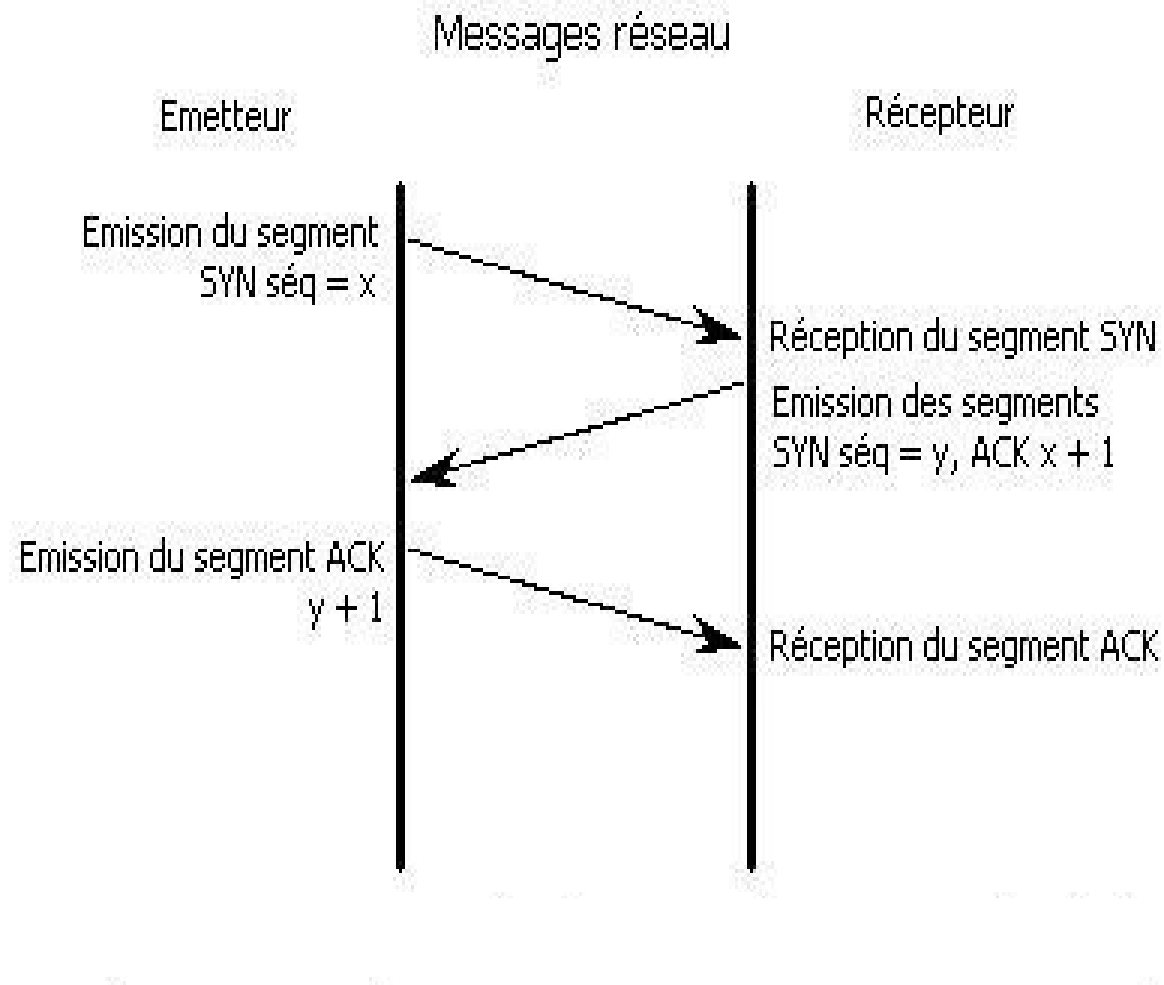 Messages réseau
Emetteur
Récepteur
Emission du segment
SYN séq = x
Réception du segment SYN
Emission des segments
SYN séq = y, ACK x + 1
Emission du segment ACK
y + 1
Réception du segment ACK